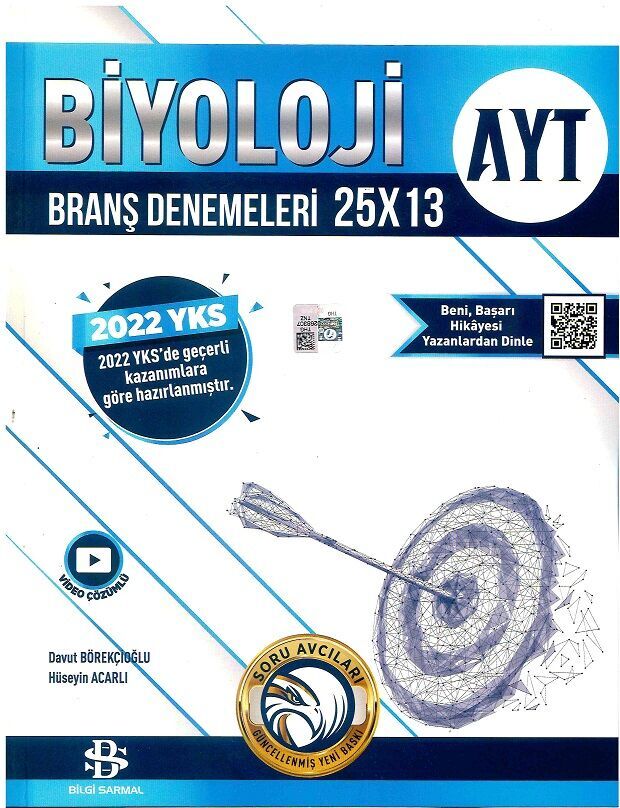 BİYOLOJİ
AYT
BRANŞ DENEMELERİ 25X13
2022 YKS
2022 YKS'de geçerli
kazanımlara
göre hazırlanmıştır.
Beni, Başarı
Hikâyesi
Yazanlardan Dinle
VİDEO ÇÖZÜMLÜ
Davut BÖREKÇİOĞLU
Hüseyin ACARLI
SORU AVCILARI
GÜNCELLENMİŞ YENİ BASKI
BS
BİLGİ SARMAL